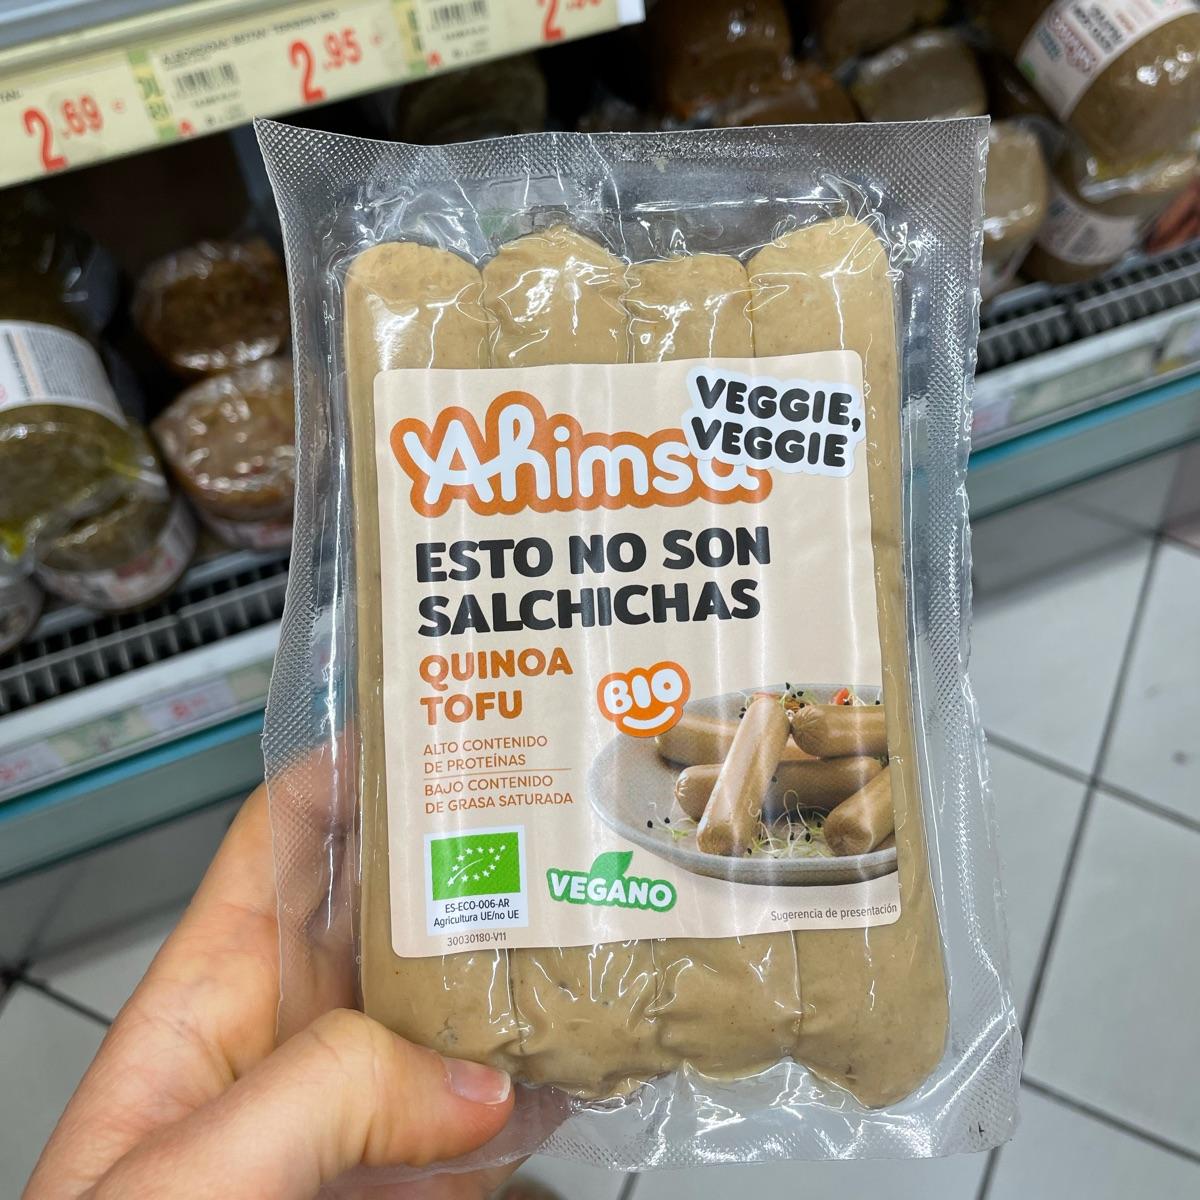 2.69
2.95
VEGGIE,
VEGGIE
Ahimsa
ESTO NO SON
SALCHICHAS
QUINOA
TOFU
BIO
ALTO CONTENIDO
DE PROTEÍNAS
BAJO CONTENIDO
DE GRASA SATURADA
ES-ECO-006-AR
Agricultura UE/no UE
30030180-V11
VEGANO
Sugerencia de presentación